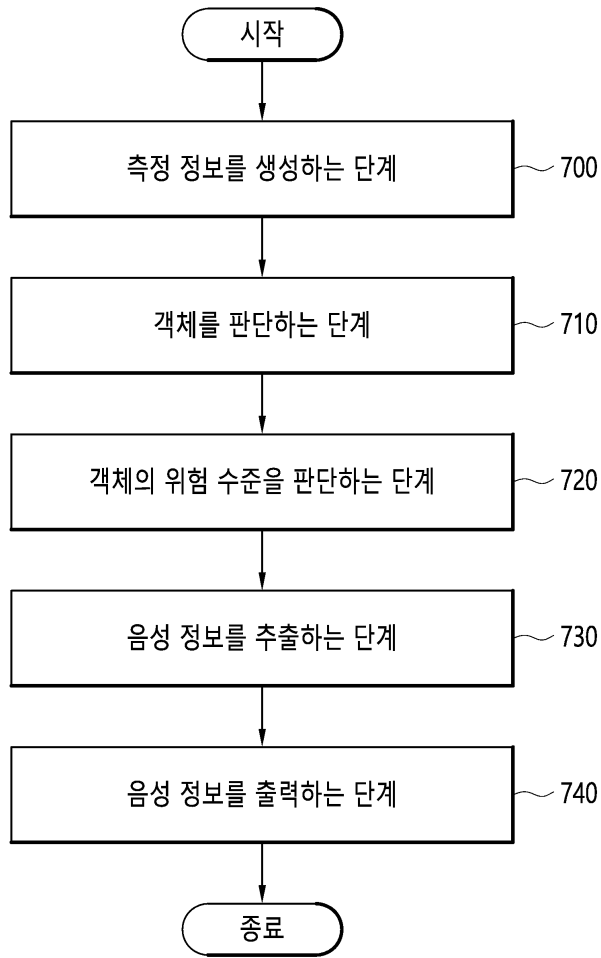 시작
측정 정보를 생성하는 단계
700
객체를 판단하는 단계
710
객체의 위험 수준을 판단하는 단계
720
음성 정보를 추출하는 단계
730
음성 정보를 출력하는 단계
740
종료